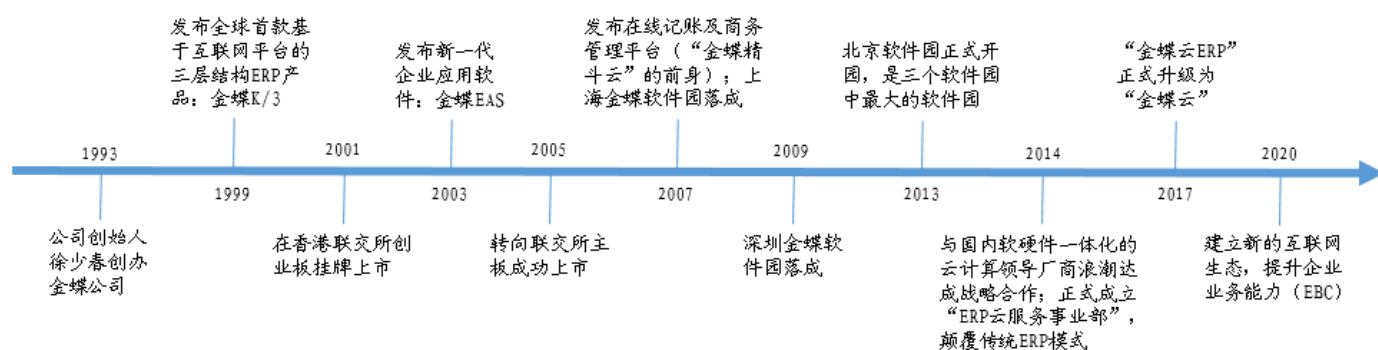 发布全球首款基
于互联网平台的
三层结构ERP产
品：金蝶K/3
发布新一代
企业应用软
件：金蝶EAS
发布在线记账及商务
管理平台（“金蝶精
斗云”的前身）；上
海金蝶软件园落成
北京软件园正式开
园，是三个软件园
中最大的软件园
“金蝶云ERP”
正式升级为
“金蝶云”
1993
2001
2005
2009
2014
2020
1999
2003
2007
2013
2017
公司创始人
徐少春创办
金蝶公司
在香港联交所创
业板挂牌上市
转向联交所主
板成功上市
深圳金蝶软
件园落成
与国内软硬件一体化的
云计算领导厂商浪潮达
成战略合作；正式成立
“ERP云服务事业部”，
颠覆传统ERP模式
建立新的互联网
生态，提升企业
业务能力（EBC）